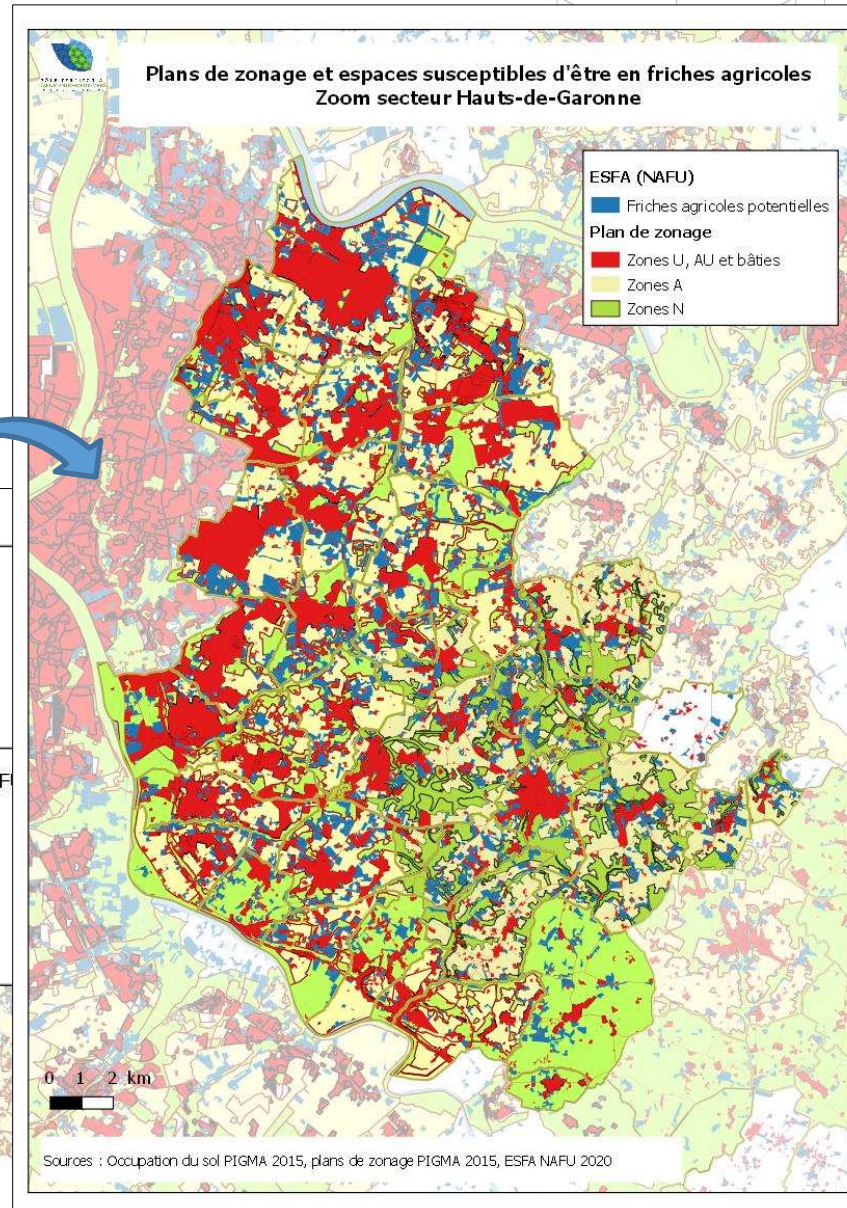 Plans de zonage et espaces susceptibles d'être en friches agricoles
Zoom secteur Hauts-de-Garonne
ESFA (NAFU)
Friches agricoles potentielles
Plan de zonage
Zones U, AU et bâties
Zones A
Zones N
0 1 2 km
Sources : Occupation du sol PIGMA 2015, plans de zonage PIGMA 2015, ESFA NAFU 2020